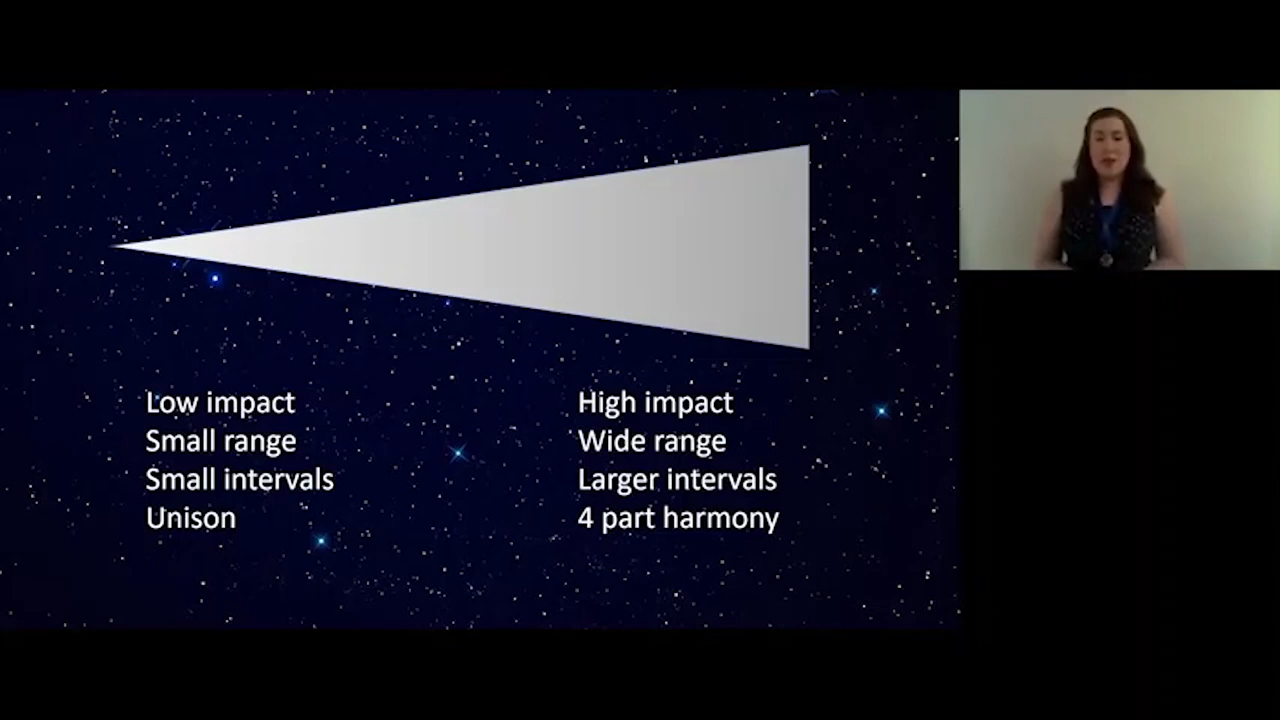 Low impact
Small range
Small intervals
Unison
High impact
Wide range
Larger intervals
4 part harmony